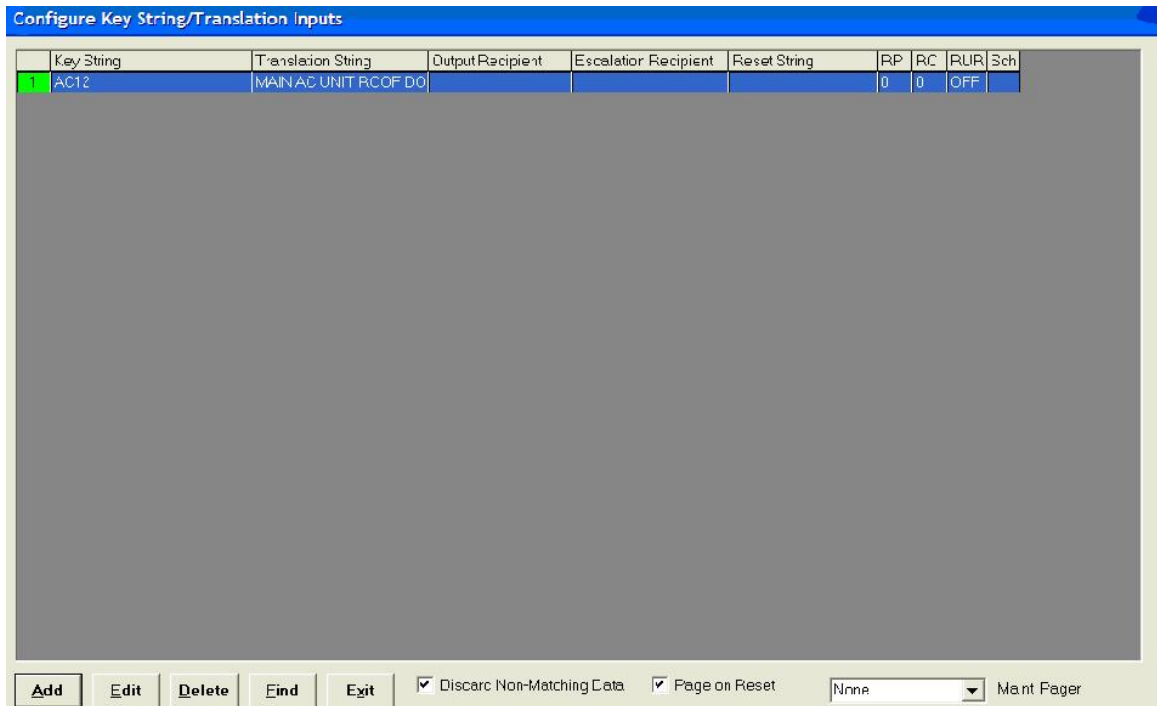 Configure Key String/Translation Inputs
Key String Translation String Output Recipient Escalation Recipient Reset String RP RC RUR Sch
1 AC12 MAIN AC UNIT ROOF DO 0 0 OFF
Add Edit Delete Find Exit Discard Non-Matching Data Page on Reset None Maint Pager